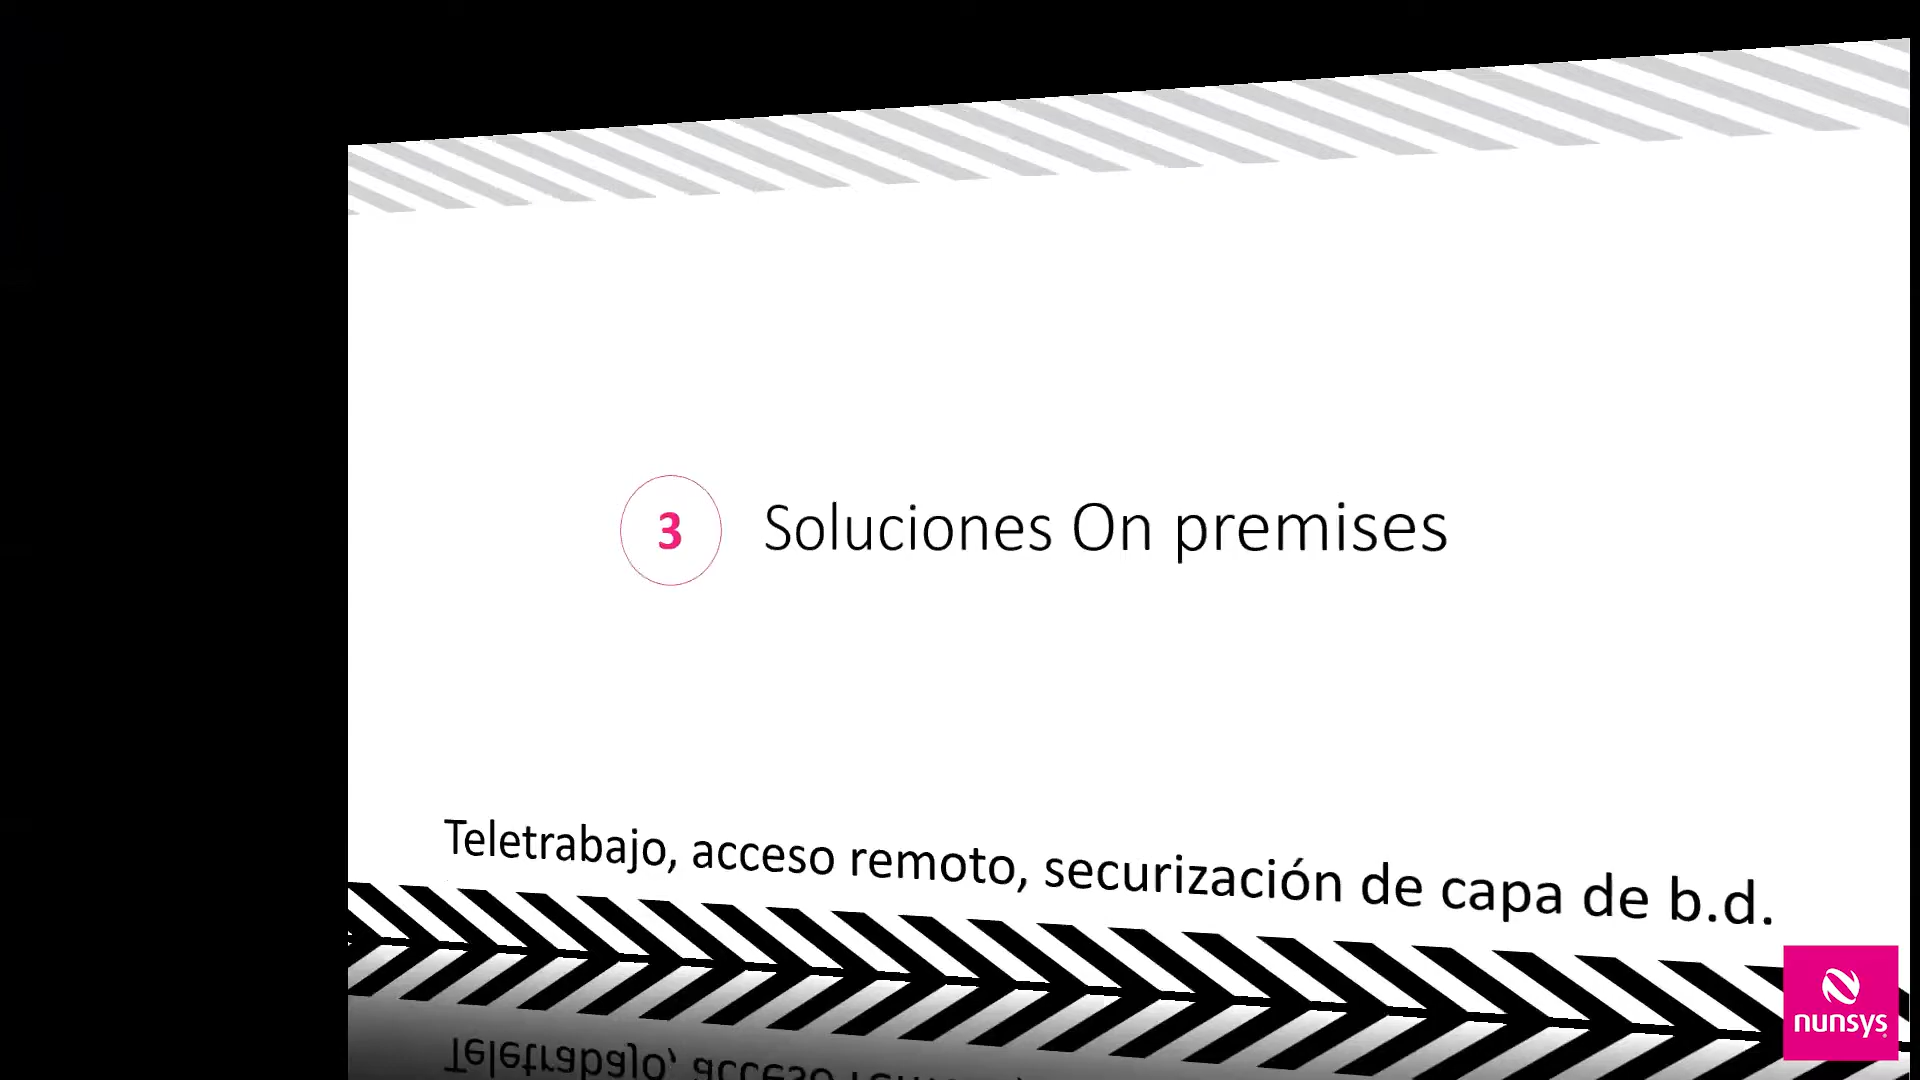 3 Soluciones On premises
Teletrabajo, acceso remoto, securización de capa de b.d.
nunsys